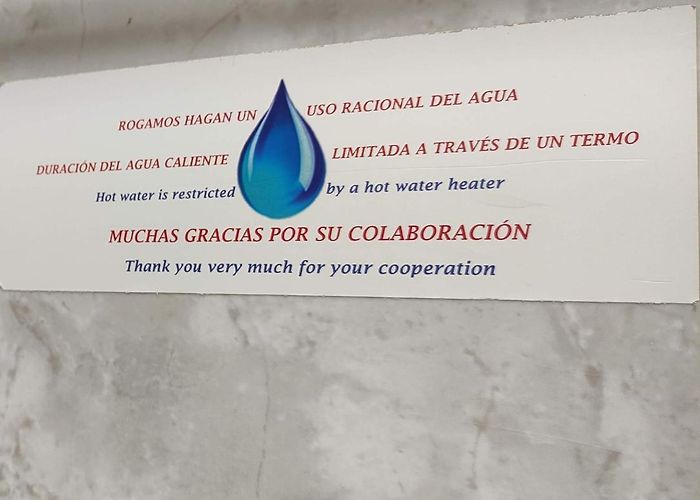 ROGAMOS HAGAN UN USO RACIONAL DEL AGUA
DURACIÓN DEL AGUA CALIENTE LIMITADA A TRAVÉS DE UN TERMO
Hot water is restricted by a hot water heater
MUCHAS GRACIAS POR SU COLABORACIÓN
Thank you very much for your cooperation